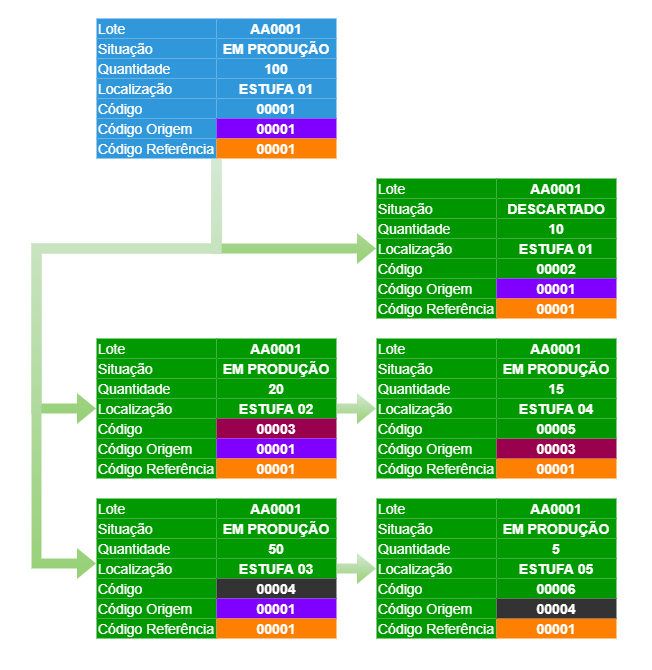 Lote AA0001
Situação EM PRODUÇÃO
Quantidade 100
Localização ESTUFA 01
Código 00001
Código Origem 00001
Código Referência 00001
Lote AA0001
Situação DESCARTADO
Quantidade 10
Localização ESTUFA 01
Código 00002
Código Origem 00001
Código Referência 00001
Lote AA0001
Situação EM PRODUÇÃO
Quantidade 20
Localização ESTUFA 02
Código 00003
Código Origem 00001
Código Referência 00001
Lote AA0001
Situação EM PRODUÇÃO
Quantidade 15
Localização ESTUFA 04
Código 00005
Código Origem 00003
Código Referência 00001
Lote AA0001
Situação EM PRODUÇÃO
Quantidade 50
Localização ESTUFA 03
Código 00004
Código Origem 00001
Código Referência 00001
Lote AA0001
Situação EM PRODUÇÃO
Quantidade 5
Localização ESTUFA 05
Código 00006
Código Origem 00004
Código Referência 00001